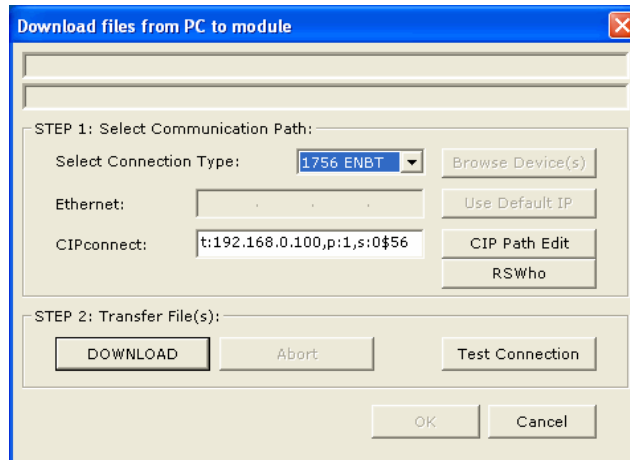 Download files from PC to module
STEP 1: Select Communication Path:
Select Connection Type: 1756 ENBT Browse Device(s)
Ethernet: . . . Use Default IP
CIPconnect: t:192.168.0.100,p:1,s:0$56 CIP Path Edit
RSWho
STEP 2: Transfer File(s):
DOWNLOAD Abort Test Connection
OK Cancel